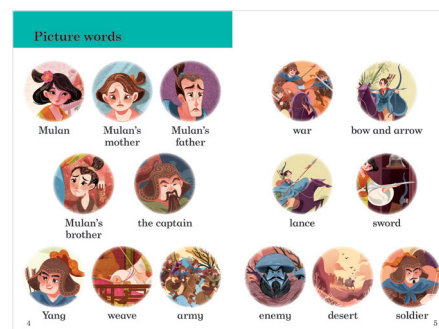 Picture words
Mulan
Mulan's
mother
Mulan's
father
Mulan's
brother
the captain
Yang
weave
army
4
war
bow and arrow
lance
sword
enemy
desert
soldier
5